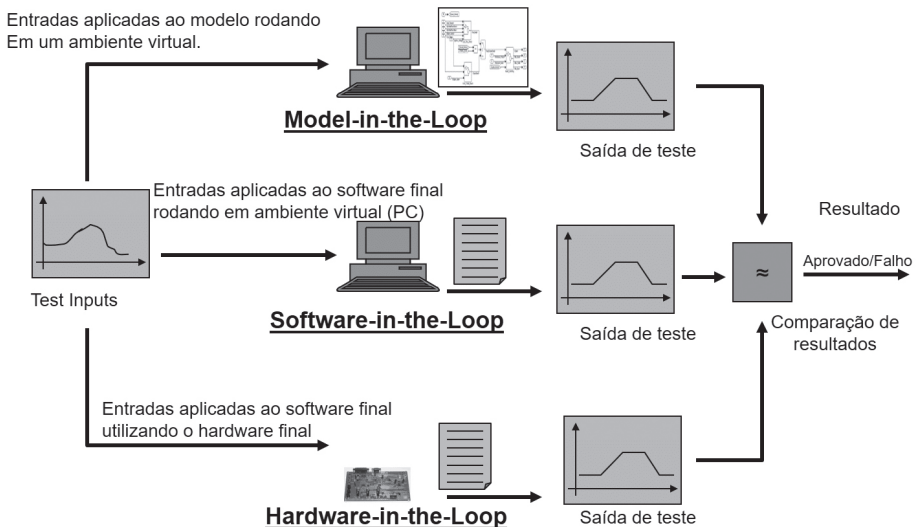 Entradas aplicadas ao modelo rodando
Em um ambiente virtual.
Model-in-the-Loop
Saída de teste
Entradas aplicadas ao software final
rodando em ambiente virtual (PC)
Test Inputs
Software-in-the-Loop
Saída de teste
Resultado
≈
Aprovado/Falho
Comparação de
resultados
Entradas aplicadas ao software final
utilizando o hardware final
Hardware-in-the-Loop
Saída de teste